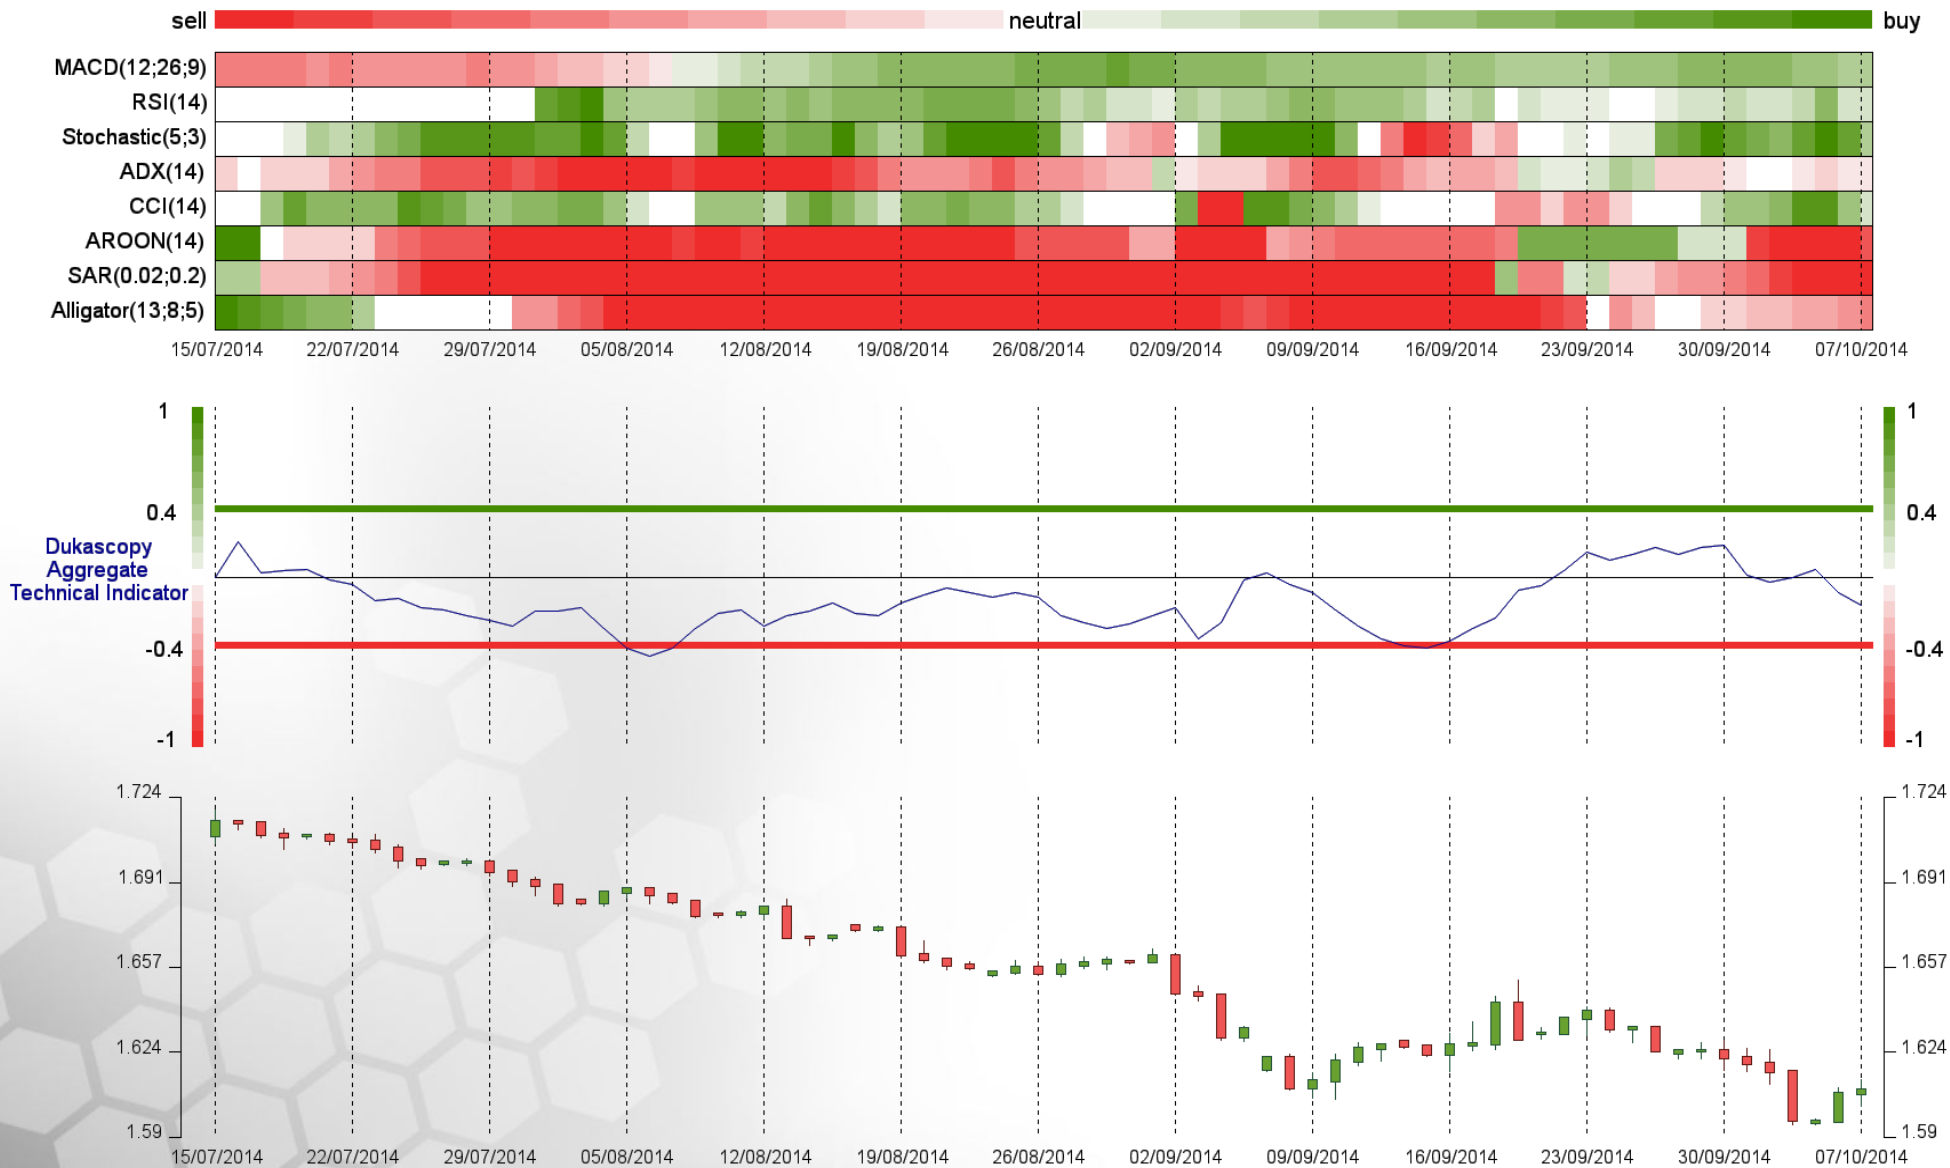 sell neutral buy
MACD(12;26;9)
RSI(14)
Stochastic(5;3)
ADX(14)
CCI(14)
AROON(14)
SAR(0.02;0.2)
Alligator(13;8;5)
15/07/2014 22/07/2014 29/07/2014 05/08/2014 12/08/2014 19/08/2014 26/08/2014 02/09/2014 09/09/2014 16/09/2014 23/09/2014 30/09/2014 07/10/2014
1 1
0.4 0.4
Dukascopy
Aggregate
Technical Indicator
-0.4 -0.4
-1 -1
1.724 1.724
1.691 1.691
1.657 1.657
1.624 1.624
1.59 1.59
15/07/2014 22/07/2014 29/07/2014 05/08/2014 12/08/2014 19/08/2014 26/08/2014 02/09/2014 09/09/2014 16/09/2014 23/09/2014 30/09/2014 07/10/2014